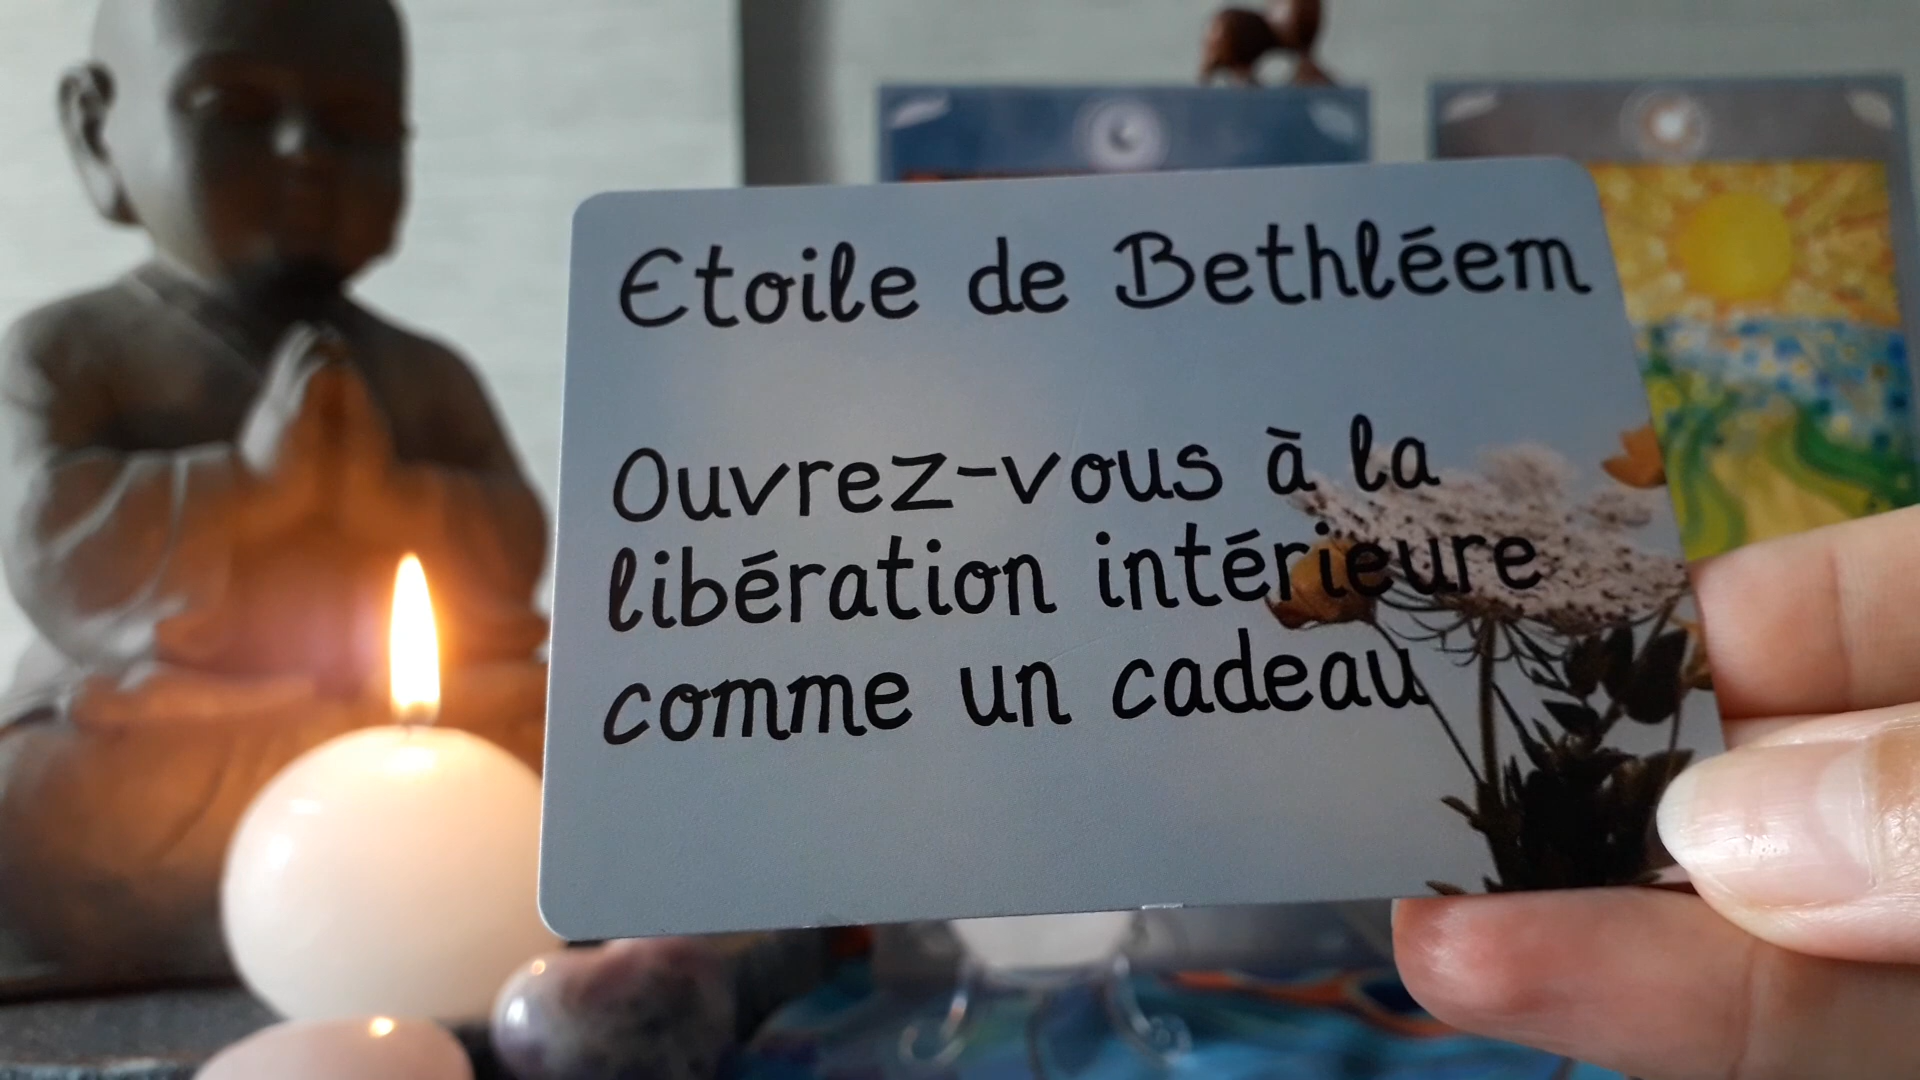 Etoile de Bethléem
Ouvrez-vous à la
libération intérieure
comme un cadeau